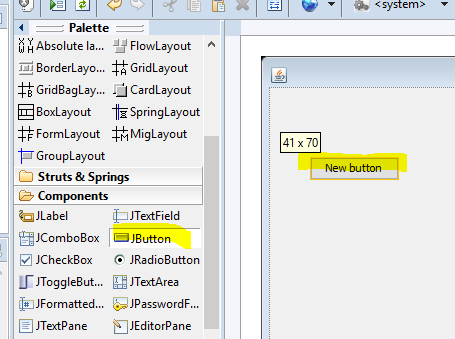 <system>
Palette
Absolute la... FlowLayout
BorderLayo... GridLayout
GridBagLay... CardLayout
BoxLayout SpringLayout
FormLayout MigLayout
GroupLayout
Struts & Springs
Components
JLabel JTextField
JComboBox JButton
JCheckBox JRadioButton
JToggleBut... JTextArea
JFormatted... JPasswordF...
JTextPane JEditorPane
41 x 70
New button